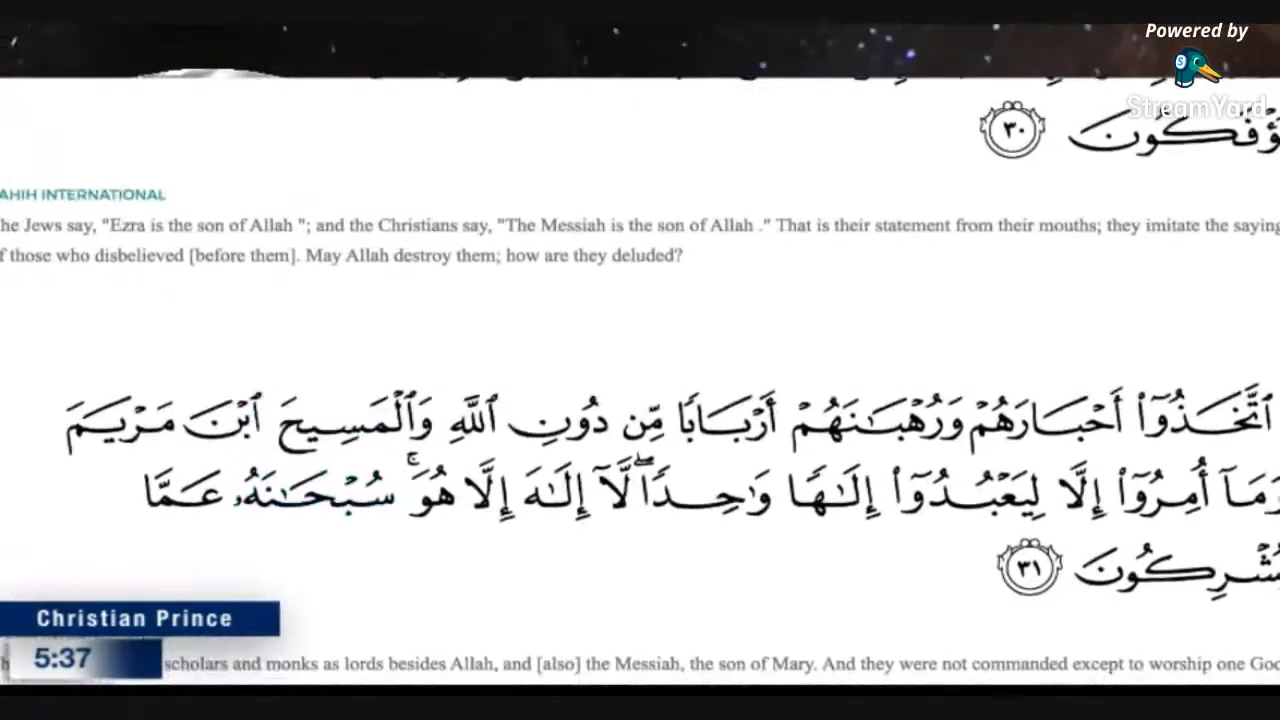 Powered by
StreamYard
٣٠
AHIH INTERNATIONAL
he Jews say, "Ezra is the son of Allah "; and the Christians say, "The Messiah is the son of Allah ." That is their statement from their mouths; they imitate the saying
f those who disbelieved [before them]. May Allah destroy them; how are they deluded?
ٱتَّخَذُوٓا۟ أَحْبَارَهُمْ وَرُهْبَـٰنَهُمْ أَرْبَابًا مِّن دُونِ ٱللَّهِ وَٱلْمَسِيحَ ٱبْنَ مَرْيَمَ
وَمَآ أُمِرُوٓا۟ إِلَّا لِيَعْبُدُوٓا۟ إِلَـٰهًا وَٰحِدًا ۖ لَّآ إِلَـٰهَ إِلَّا هُوَ ۚ سُبْحَـٰنَهُۥ عَمَّا
٣١
Christian Prince
5:37
scholars and monks as lords besides Allah, and [also] the Messiah, the son of Mary. And they were not commanded except to worship one God